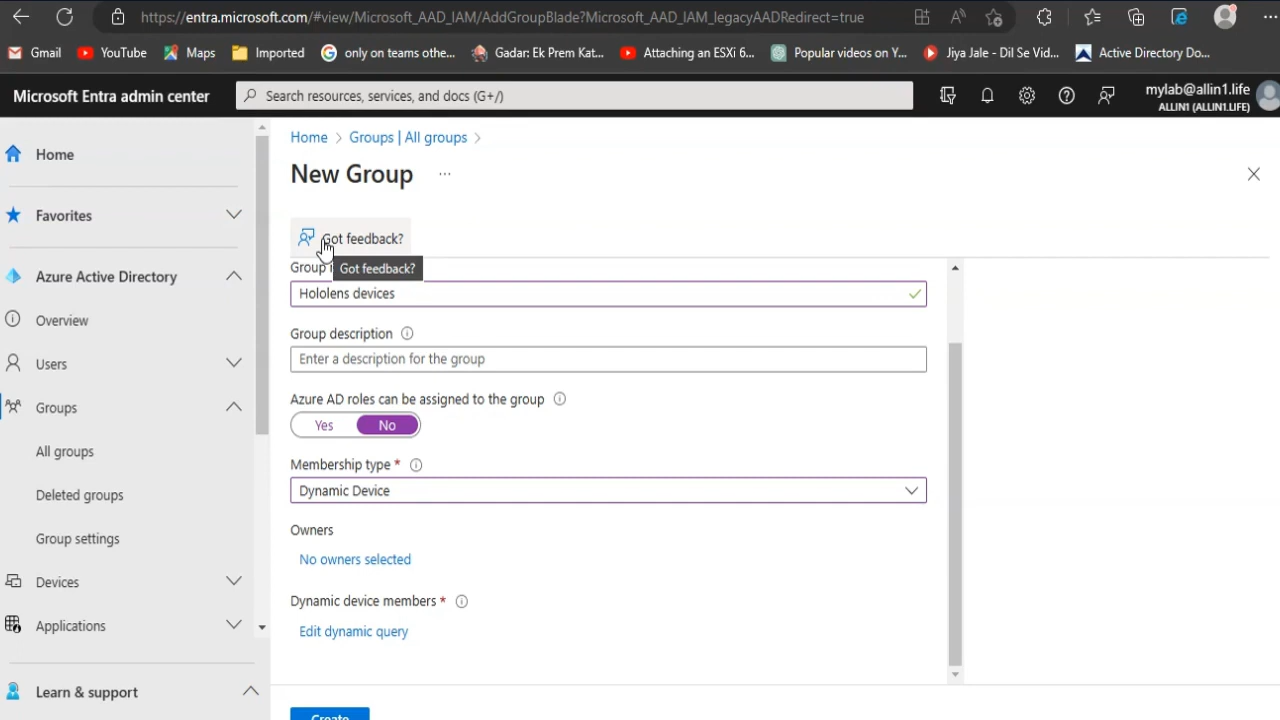 https://entra.microsoft.com/#view/Microsoft_AAD_IAM/AddGroupBlade?Microsoft_AAD_IAM_legacyAADRedirect=true
Gmail YouTube Maps Imported only on teams othe... Gadar: Ek Prem Kat... Attaching an ESXi 6... Popular videos on Y... Jiya Jale - Dil Se Vid... Active Directory Do...
Microsoft Entra admin center
Search resources, services, and docs (G+/)
mylab@allin1.life
ALLIN1 (ALLIN1.LIFE)
Home
Favorites
Azure Active Directory
Overview
Users
Groups
All groups
Deleted groups
Group settings
Devices
Applications
Learn & support
Home > Groups | All groups >
New Group ...
Got feedback?
Got feedback?
Group
Hololens devices
Group description
Enter a description for the group
Azure AD roles can be assigned to the group
Yes No
Membership type *
Dynamic Device
Owners
No owners selected
Dynamic device members *
Edit dynamic query
Create